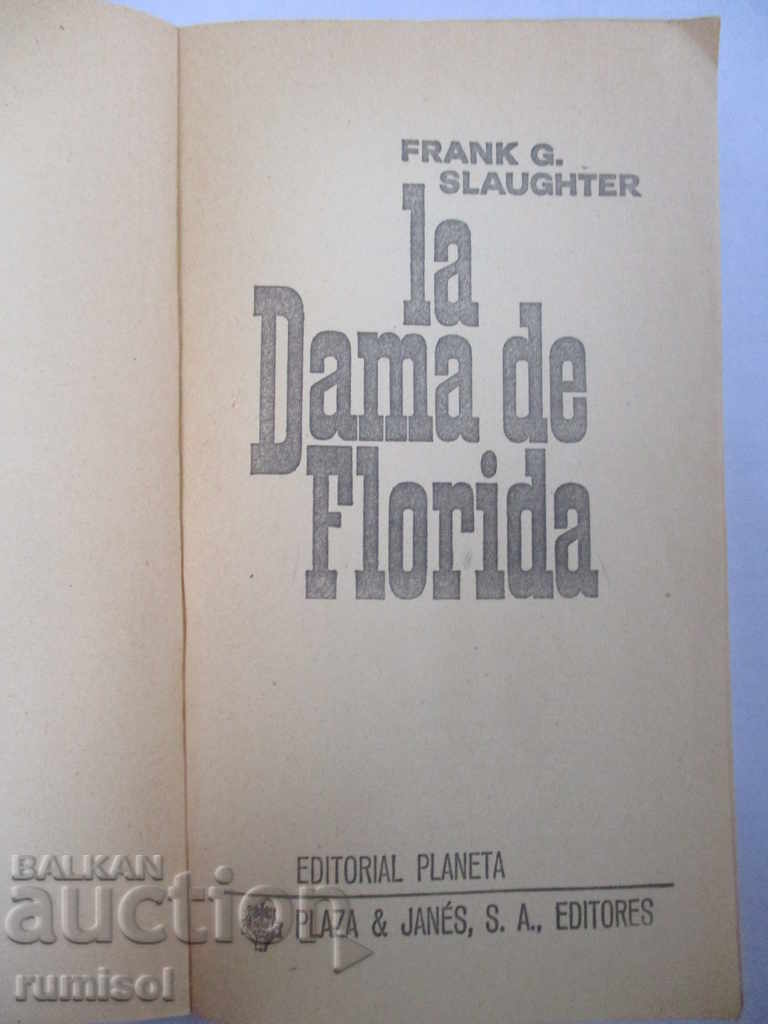 FRANK G.
SLAUGHTER
la
Dama de
Florida
EDITORIAL PLANETA
PLAZA & JANÉS, S. A., EDITORES
BALKAN
auction
rumisol